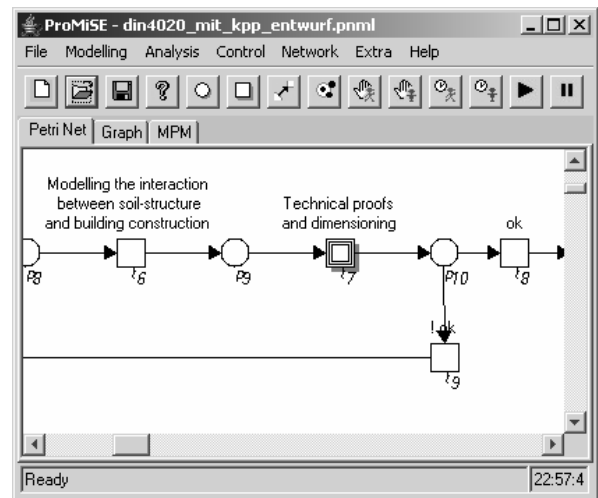 ProMiSE - din4020_mit_kpp_entwurf.pnml
File Modelling Analysis Control Network Extra Help
Petri Net Graph MPM
Modelling the interaction
between soil-structure
and building construction
Technical proofs
and dimensioning
ok
P8
t6
P9
t7
P10
t8
! ok
t9
Ready
22:57:4